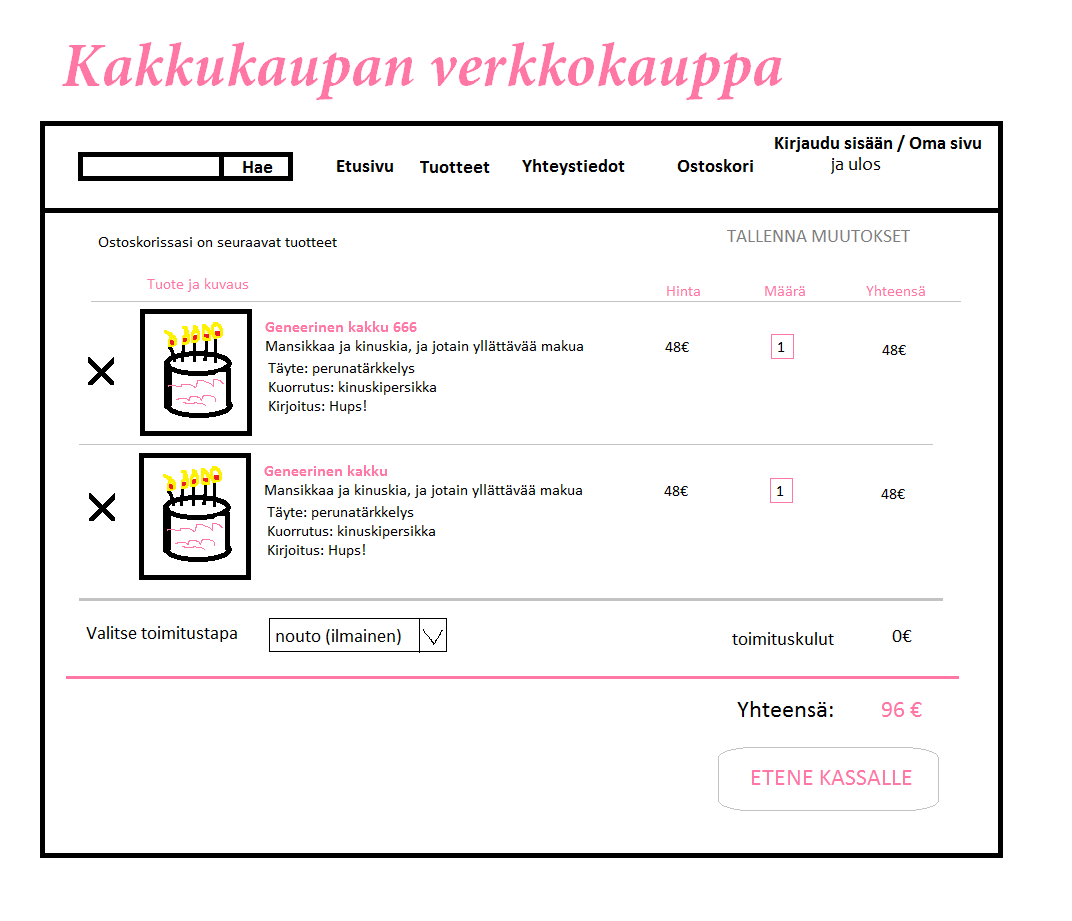 Kakkukaupan verkkokauppa
Hae
Etusivu
Tuotteet
Yhteystiedot
Ostoskori
Kirjaudu sisään / Oma sivu
ja ulos
Ostoskorissasi on seuraavat tuotteet
TALLENNA MUUTOKSET
Tuote ja kuvaus
Hinta
Määrä
Yhteensä
Geneerinen kakku 666
Mansikkaa ja kinuskia, ja jotain yllättävää makua
Täyte: perunatärkkelys
Kuorrutus: kinuskipersikka
Kirjoitus: Hups!
48€
1
48€
Geneerinen kakku
Mansikkaa ja kinuskia, ja jotain yllättävää makua
Täyte: perunatärkkelys
Kuorrutus: kinuskipersikka
Kirjoitus: Hups!
48€
1
48€
Valitse toimitustapa
nouto (ilmainen)
toimituskulut
0€
Yhteensä:
96 €
ETENE KASSALLE